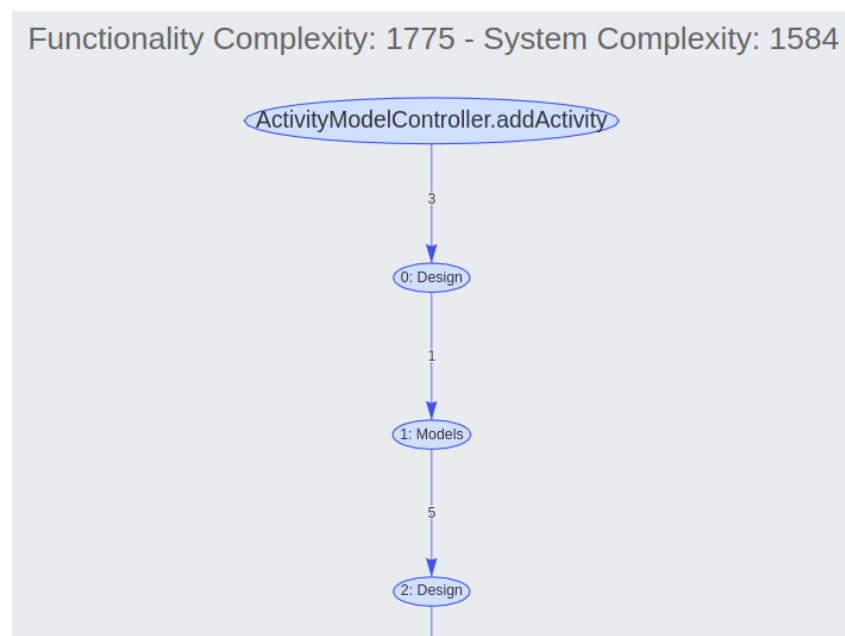 Functionality Complexity: 1775 - System Complexity: 1584
ActivityModelController.addActivity
3
0: Design
1
1: Models
5
2: Design